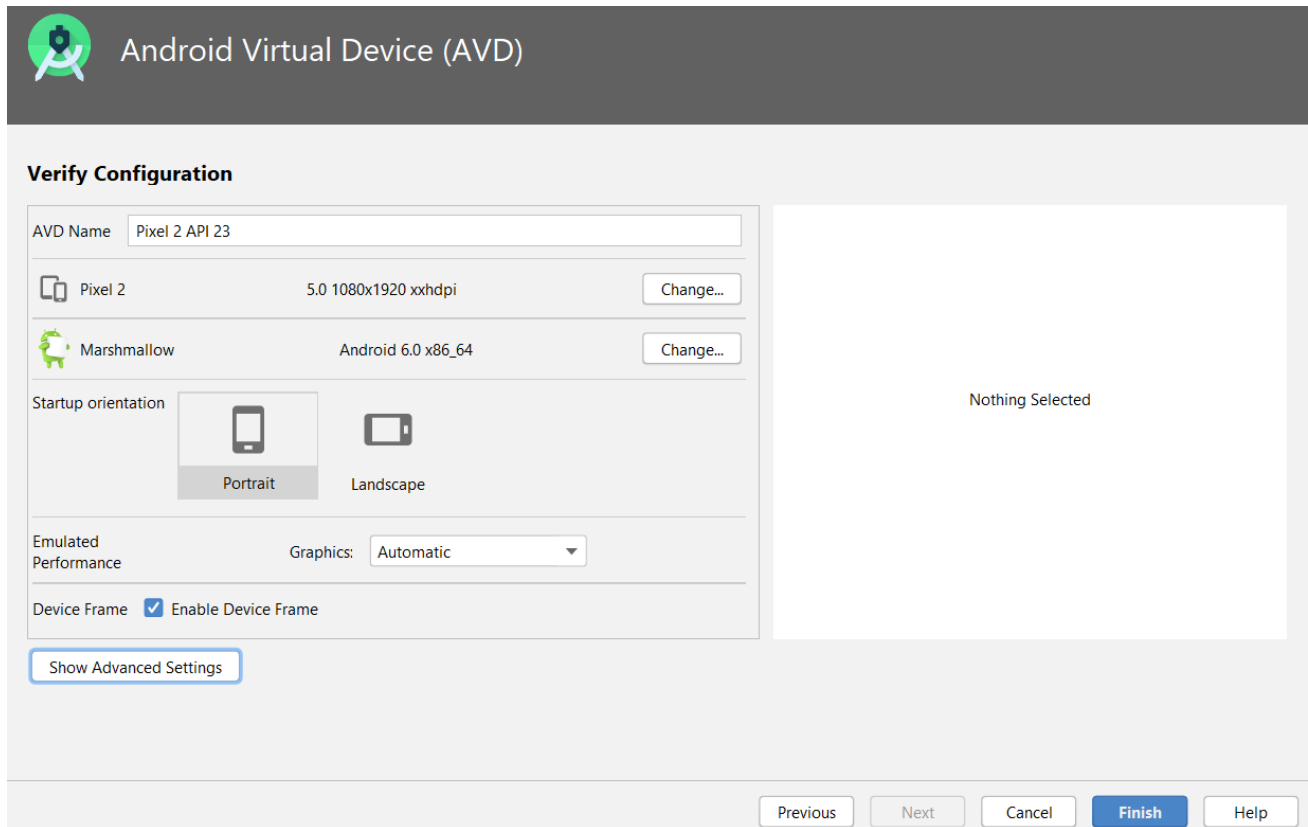 Android Virtual Device (AVD)
Verify Configuration
AVD Name Pixel 2 API 23
Pixel 2 5.0 1080x1920 xxhdpi Change...
Marshmallow Android 6.0 x86_64 Change...
Nothing Selected
Startup orientation
Portrait Landscape
Emulated
Performance
Graphics: Automatic
Device Frame Enable Device Frame
Show Advanced Settings
Previous Next Cancel Finish Help